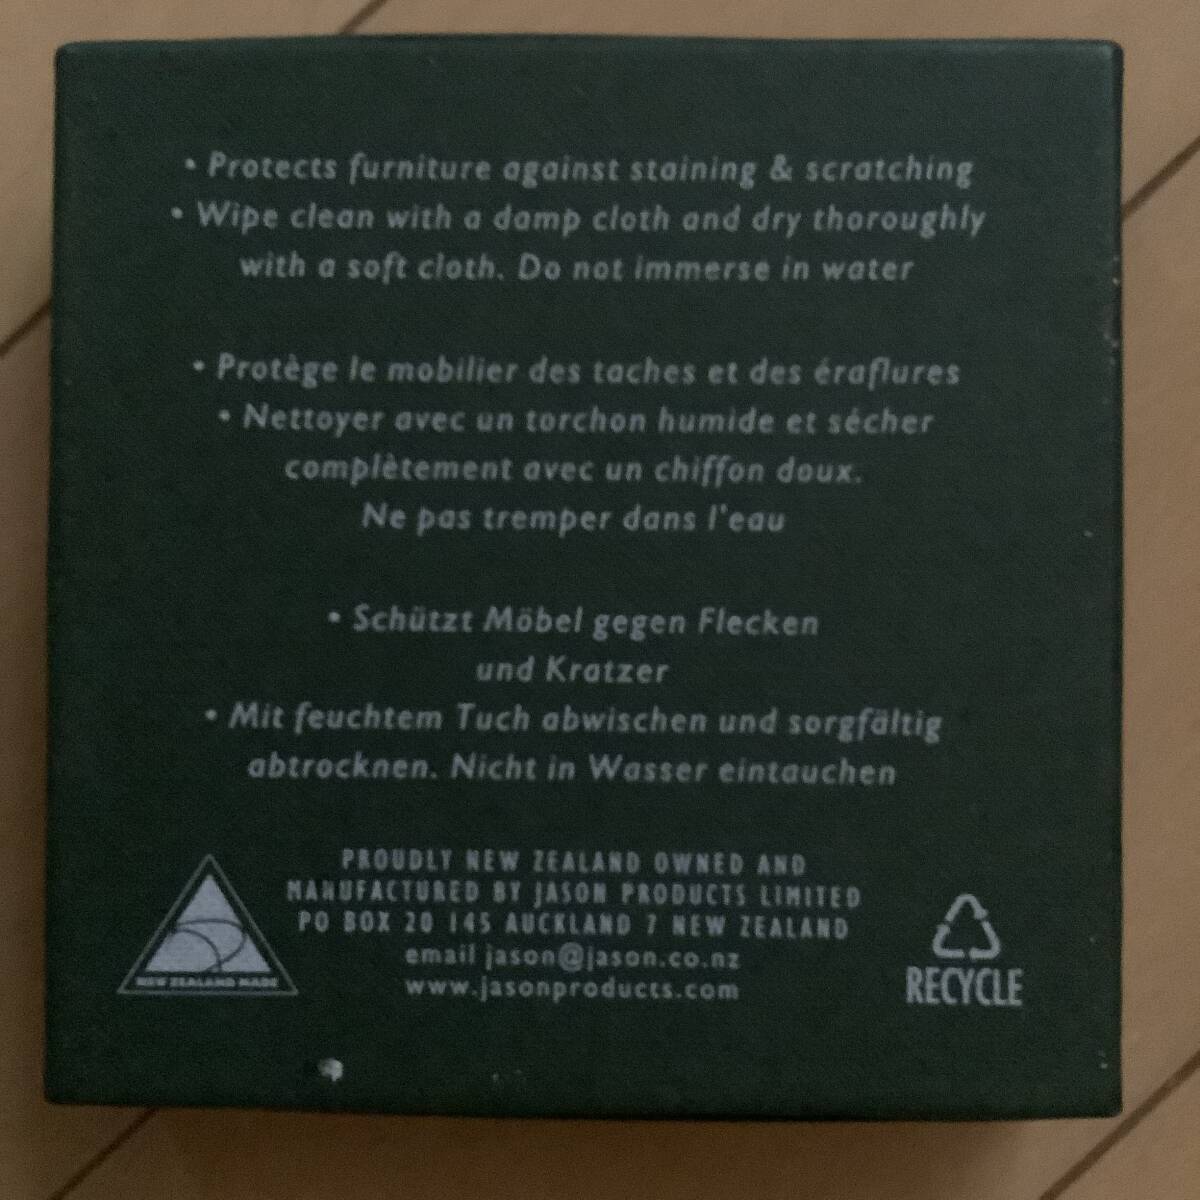 • Protects furniture against staining & scratching
• Wipe clean with a damp cloth and dry thoroughly
with a soft cloth. Do not immerse in water
• Protège le mobilier des taches et des éraflures
• Nettoyer avec un torchon humide et sécher
complètement avec un chiffon doux.
Ne pas tremper dans l'eau
• Schützt Möbel gegen Flecken
und Kratzer
• Mit feuchtem Tuch abwischen und sorgfältig
abtrocknen. Nicht in Wasser eintauchen
PROUDLY NEW ZEALAND OWNED AND
MANUFACTURED BY JASON PRODUCTS LIMITED
PO BOX 20 145 AUCKLAND 7 NEW ZEALAND
email jason@jason.co.nz
www.jasonproducts.com
NEW ZEALAND MADE
RECYCLE